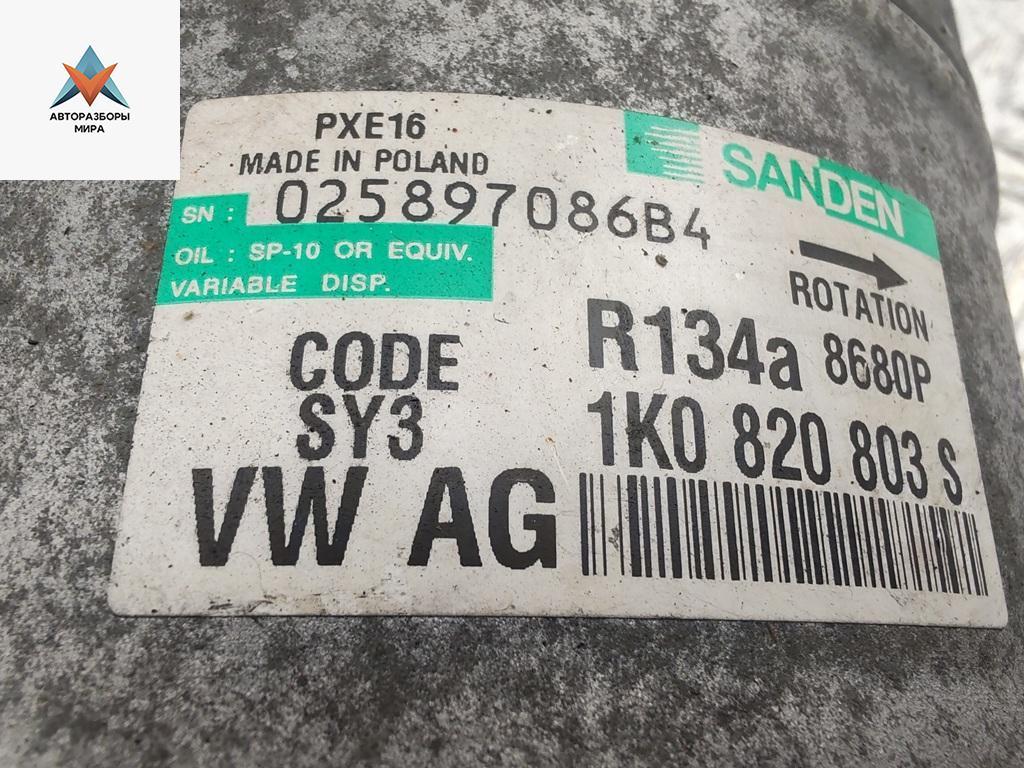 АВТОРАЗБОРЫ
МИРА
PXE16
MADE IN POLAND
SANDEN
SN : 025897086B4
OIL : SP-10 OR EQUIV.
VARIABLE DISP.
ROTATION
CODE
SY3
R134a 8680P
1K0 820 803 S
VW AG